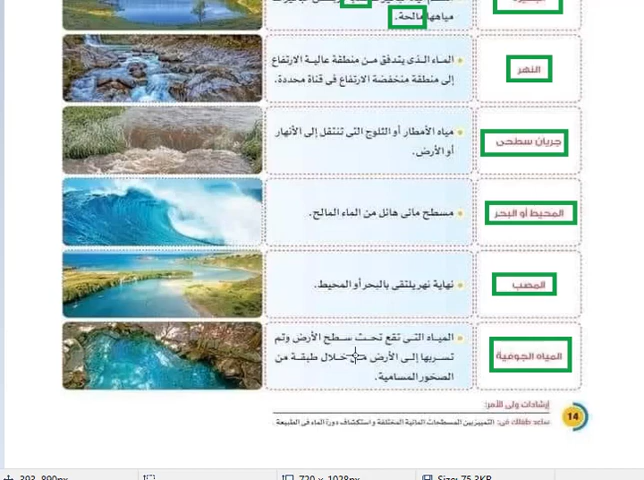 مياهها مالحة.
النهر
الماء الذى يتدفق من منطقة عالية الارتفاع
إلى منطقة منخفضة الارتفاع فى قناة محددة.
جريان سطحى
مياه الأمطار أو الثلوج التى تنتقل إلى الأنهار
أو الأرض.
المحيط أو البحر
مسطح مائى هائل من الماء المالح.
المصب
نهاية نهر يلتقى بالبحر أو المحيط.
المياه الجوفية
المياه التى تقع تحت سطح الأرض وتم
تسربها إلى الأرض من خلال طبقة من
الصخور المسامية.
إرشادات ولى الأمر:
ساعد طفلك فى: التمييز بين المسطحات المائية المختلفة واستكشاف دورة الماء فى الطبيعة
14
393, 890px
720 × 1028px
Size: 75.3KB